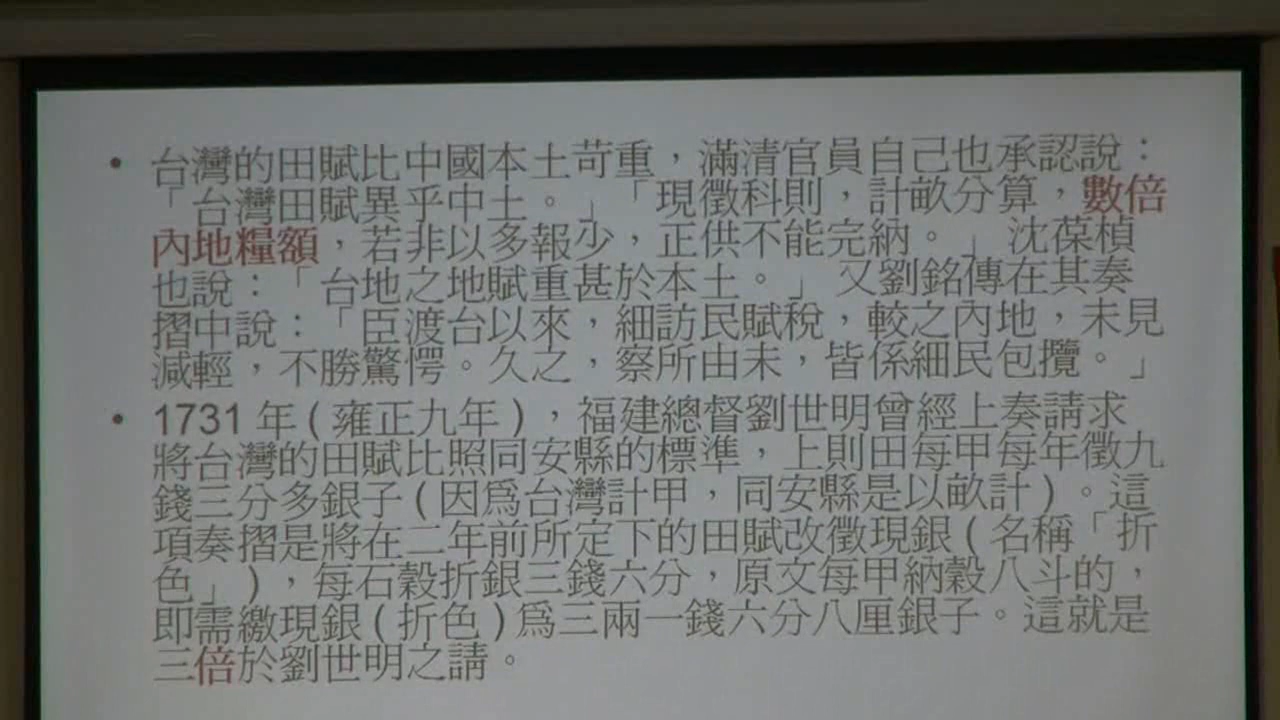 • 台灣的田賦比中國本土苛重，滿清官員自己也承認說：
「台灣田賦異乎中土。」「現徵科則，計畝分算，數倍
內地糧額，若非以多報少，正供不能完納。」沈葆楨
也說：「台地之地賦重甚於本土。」又劉銘傳在其奏
摺中說：「臣渡台以來，細訪民賦稅，較之內地，未見
減輕，不勝驚愕。久之，察所由未，皆係細民包攬。」
• 1731 年 ( 雍正九年 ) ，福建總督劉世明曾經上奏請求
將台灣的田賦比照同安縣的標準，上則田每甲每年徵九
錢三分多銀子 ( 因為台灣計甲，同安縣是以畝計 ) 。這
項奏摺是將在二年前所定下的田賦改徵現銀 ( 名稱「折
色」) ，每石穀折銀三錢六分，原文每甲納穀八斗的，
即需繳現銀 ( 折色 ) 為三兩一錢六分八厘銀子。這就是
三倍於劉世明之請。